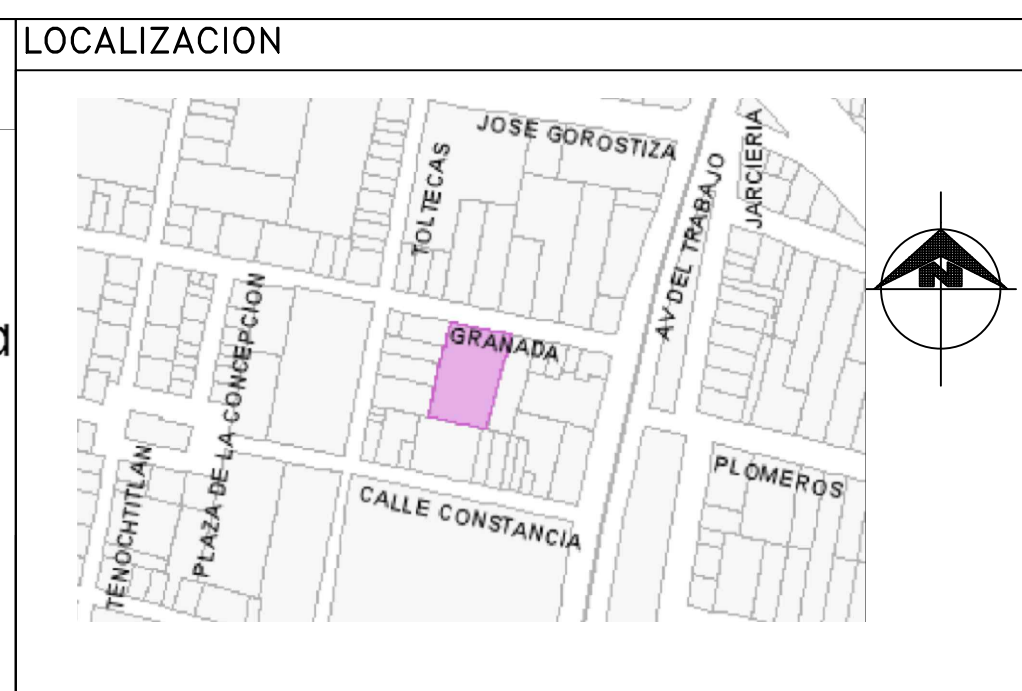 LOCALIZACION
JOSE GOROSTIZA
TOLTECAS
AV DEL TRABAJO
JARCIERIA
GRANADA
PLAZA DE LA CONCEPCION
TENOCHTITLAN
CALLE CONSTANCIA
PLOMEROS
N
a